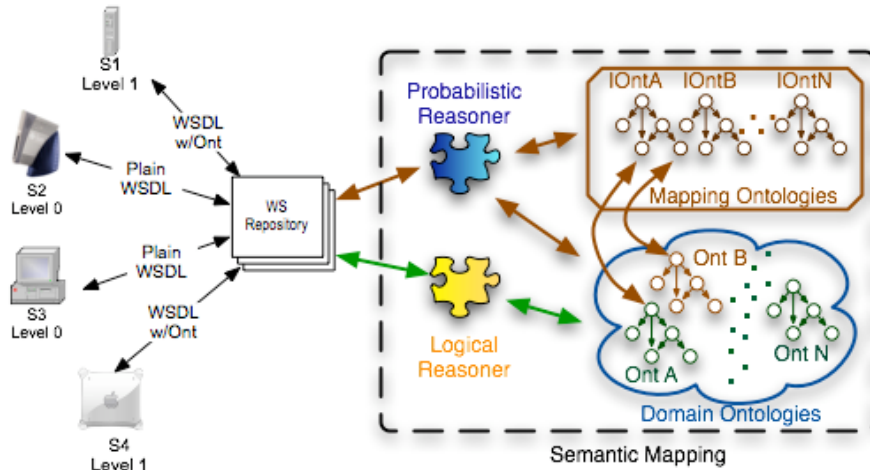 S1
Level 1
WSDL
w/Ont
S2
Level 0
Plain
WSDL
S3
Level 0
Plain
WSDL
WSDL
w/Ont
S4
Level 1
WS
Repository
Probabilistic
Reasoner
Logical
Reasoner
IOntA IOntB IOntN
Mapping Ontologies
Ont B
Ont A
Ont N
Domain Ontologies
Semantic Mapping